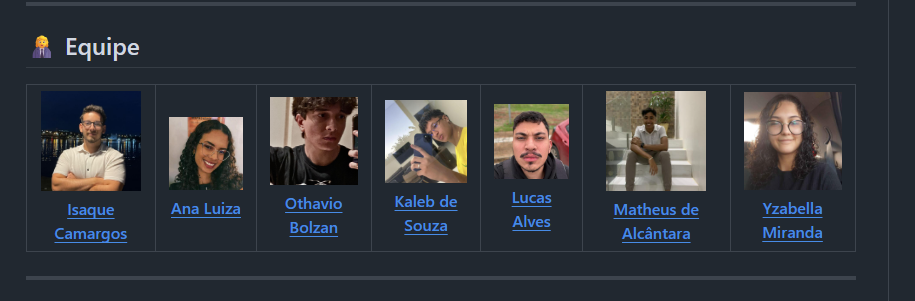 Equipe
Isaque
Camargos
Ana Luiza
Othavio
Bolzan
Kaleb de
Souza
Lucas
Alves
Matheus de
Alcântara
Yzabella
Miranda